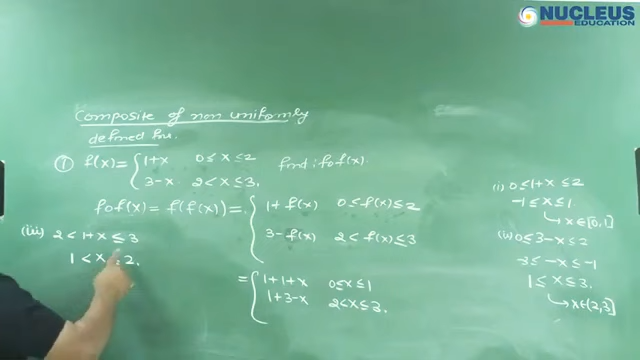 NUCLEUS
EDUCATION
Composite of non uniformly
defined fns.
① f(x) = { 1+x 0≤x≤2 find : fof(x).
3-x 2<x≤3.
fof(x) = f(f(x)) = { 1+f(x) 0≤f(x)≤2
3-f(x) 2<f(x)≤3
= { 1+1+x 0≤x≤1
1+3-x 2<x≤3.
(i) 0≤1+x≤2
-1≤x≤1
↳ x∈[0,1]
(ii) 0≤3-x≤2
-3≤-x≤-1
1≤x≤3.
↳ x∈(2,3]
(iii) 2<1+x≤3
1<x≤2.